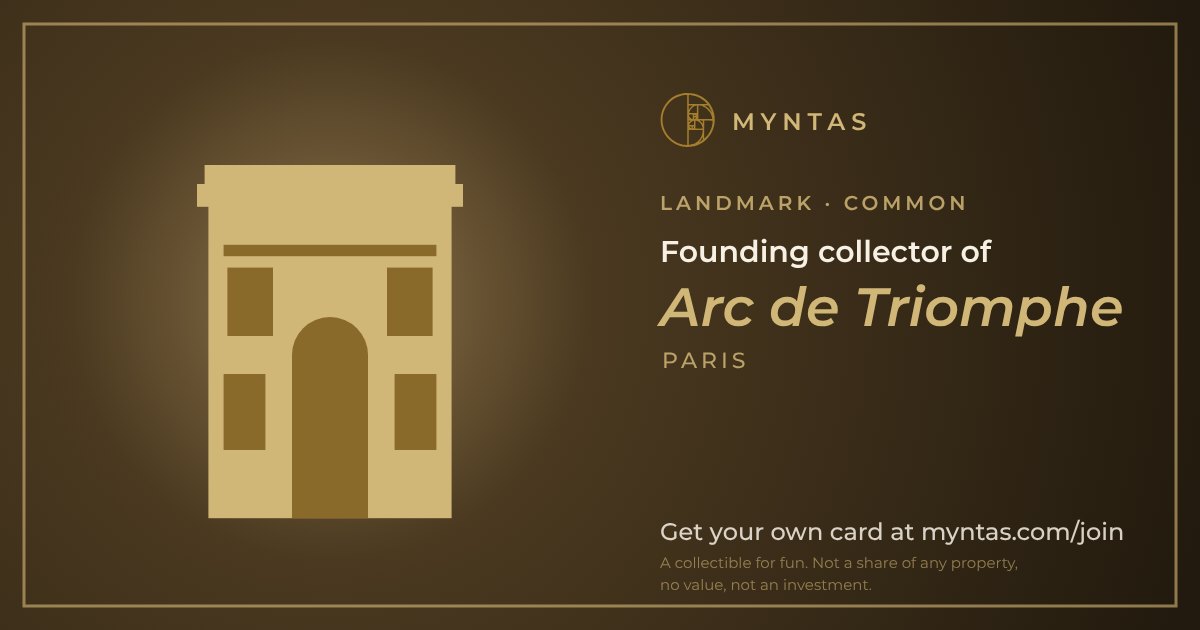 MYNTAS
LANDMARK · COMMON
Founding collector of
Arc de Triomphe
PARIS
Get your own card at myntas.com/join
A collectible for fun. Not a share of any property,
no value, not an investment.